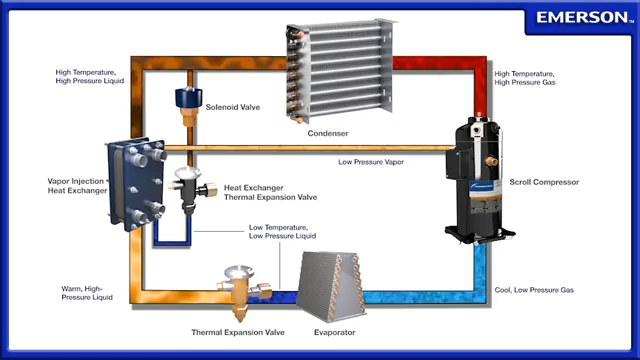 EMERSON
High Temperature,
High Pressure Liquid
Solenoid Valve
Condenser
High Temperature,
High Pressure Gas
Low Pressure Vapor
Vapor Injection
Heat Exchanger
Heat Exchanger
Thermal Expansion Valve
Scroll Compressor
Low Temperature,
Low Pressure Liquid
Warm, High-
Pressure Liquid
Cool, Low Pressure Gas
Thermal Expansion Valve
Evaporator